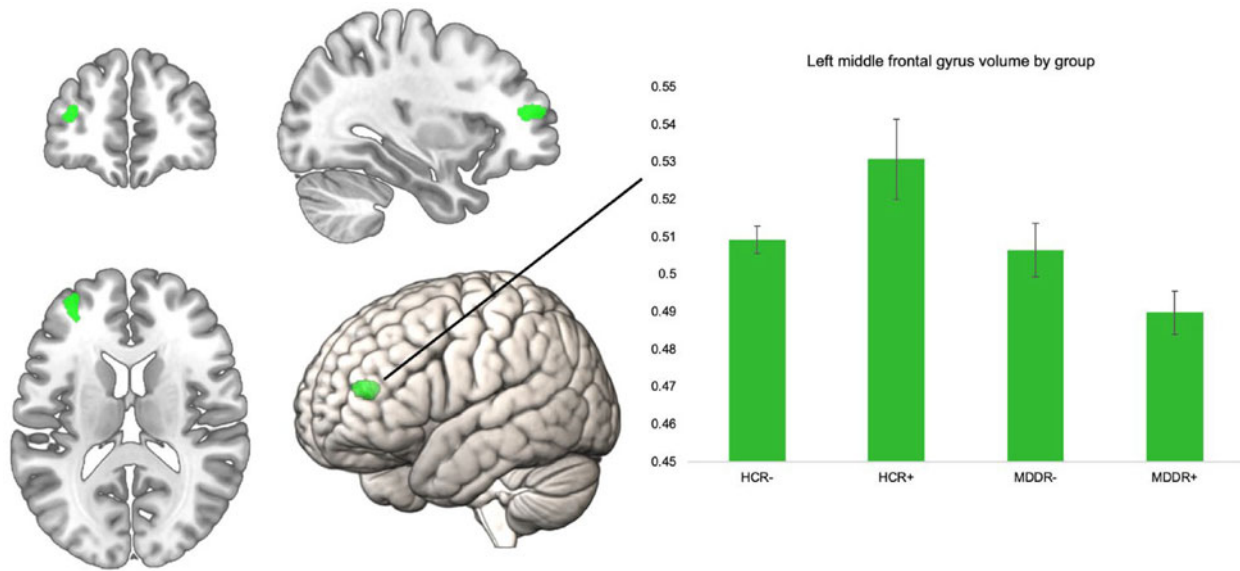 Left middle frontal gyrus volume by group
0.55
0.54
0.53
0.52
0.51
0.5
0.49
0.48
0.47
0.46
0.45
HCR-
HCR+
MDDR-
MDDR+